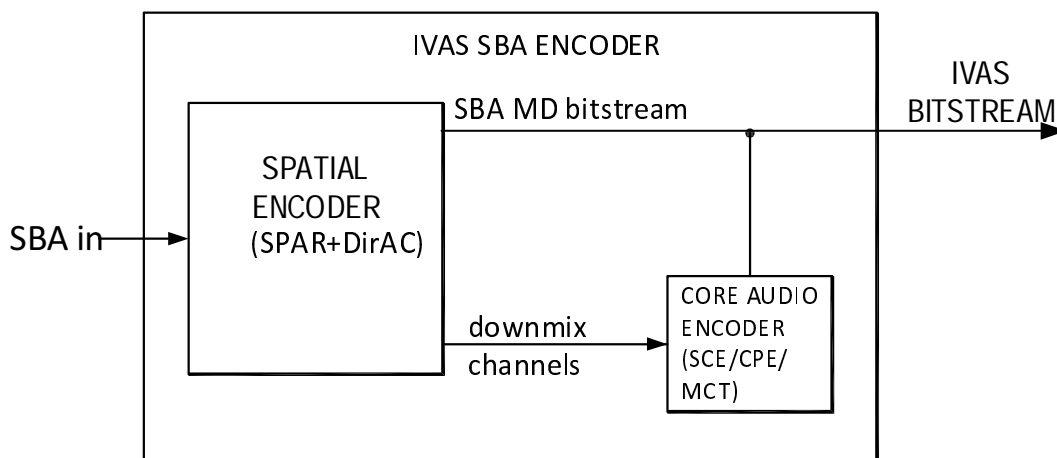 IVAS SBA ENCODER
IVAS
BITSTREAM
SBA MD bitstream
SPATIAL
ENCODER
(SPAR+DirAC)
SBA in
CORE AUDIO
ENCODER
(SCE/CPE/
MCT)
downmix
channels